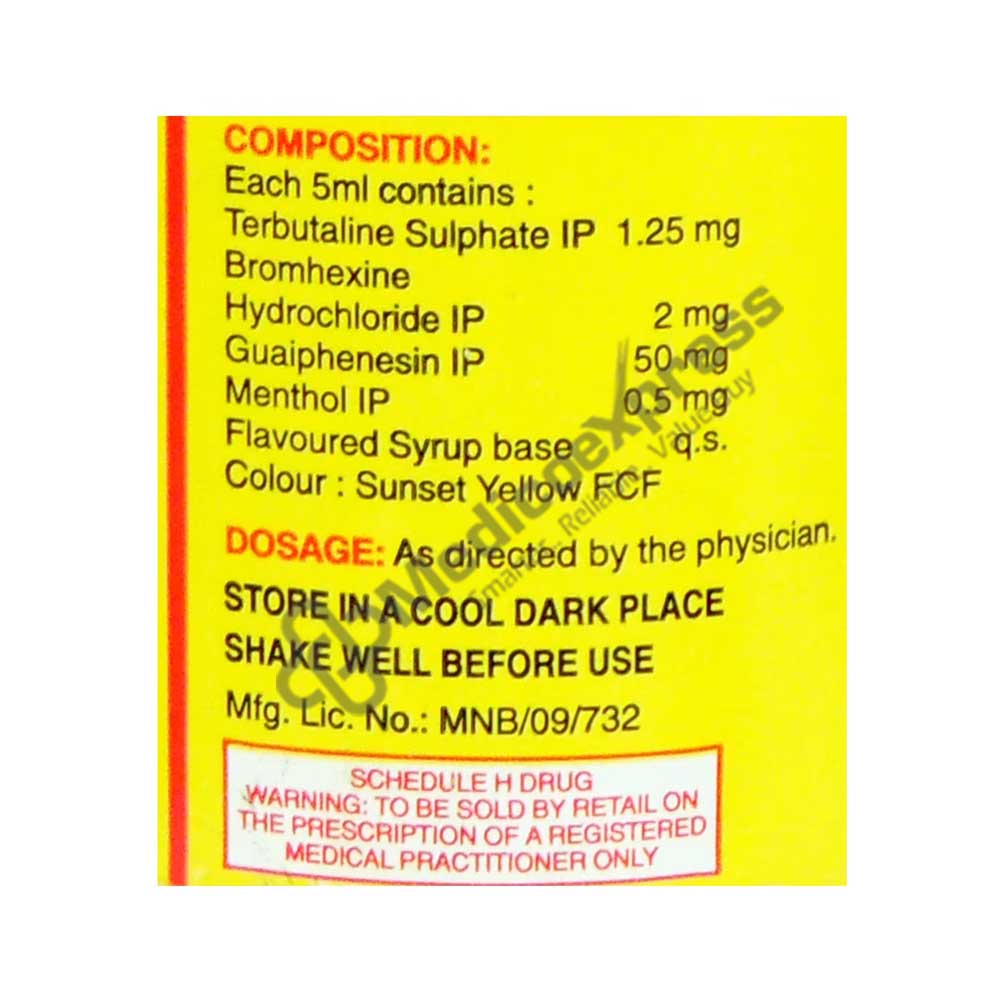 COMPOSITION:
Each 5ml contains :
Terbutaline Sulphate IP 1.25 mg
Bromhexine
Hydrochloride IP 2 mg
Guaiphenesin IP 50 mg
Menthol IP 0.5 mg
Flavoured Syrup base q.s.
Colour : Sunset Yellow FCF
DOSAGE: As directed by the physician.
STORE IN A COOL DARK PLACE
SHAKE WELL BEFORE USE
Mfg. Lic. No.: MNB/09/732
SCHEDULE H DRUG
WARNING: TO BE SOLD BY RETAIL ON
THE PRESCRIPTION OF A REGISTERED
MEDICAL PRACTITIONER ONLY
MedicoeXpress